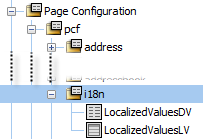 Page Configuration
pcf
address
i18n
LocalizedValuesDV
LocalizedValuesLV